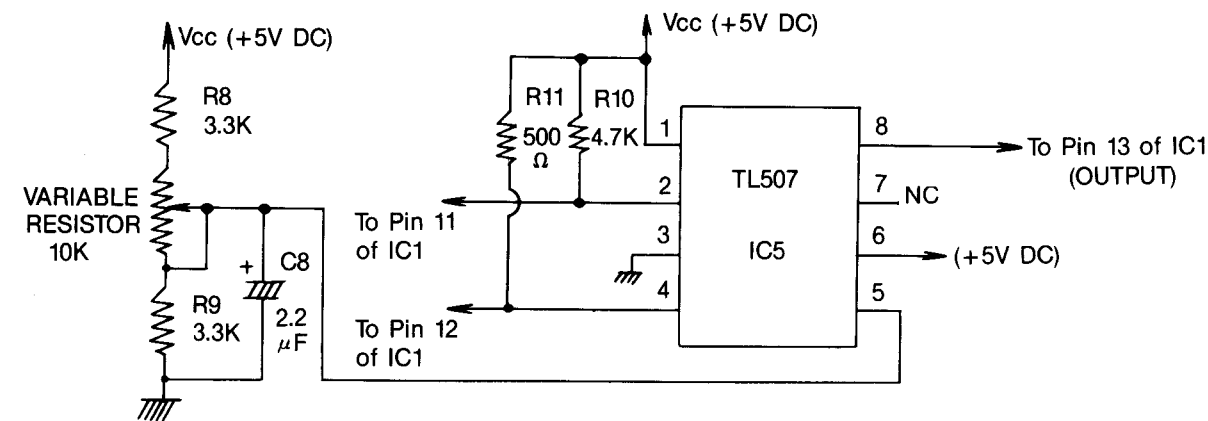 Vcc (+5V DC)
R8
3.3K
VARIABLE
RESISTOR
10K
R9
3.3K
+
C8
2.2
μF
Vcc (+5V DC)
R11
500
Ω
R10
4.7K
To Pin 11
of IC1
To Pin 12
of IC1
1
2
3
4
TL507
IC5
8
7
6
5
To Pin 13 of IC1
(OUTPUT)
NC
(+5V DC)